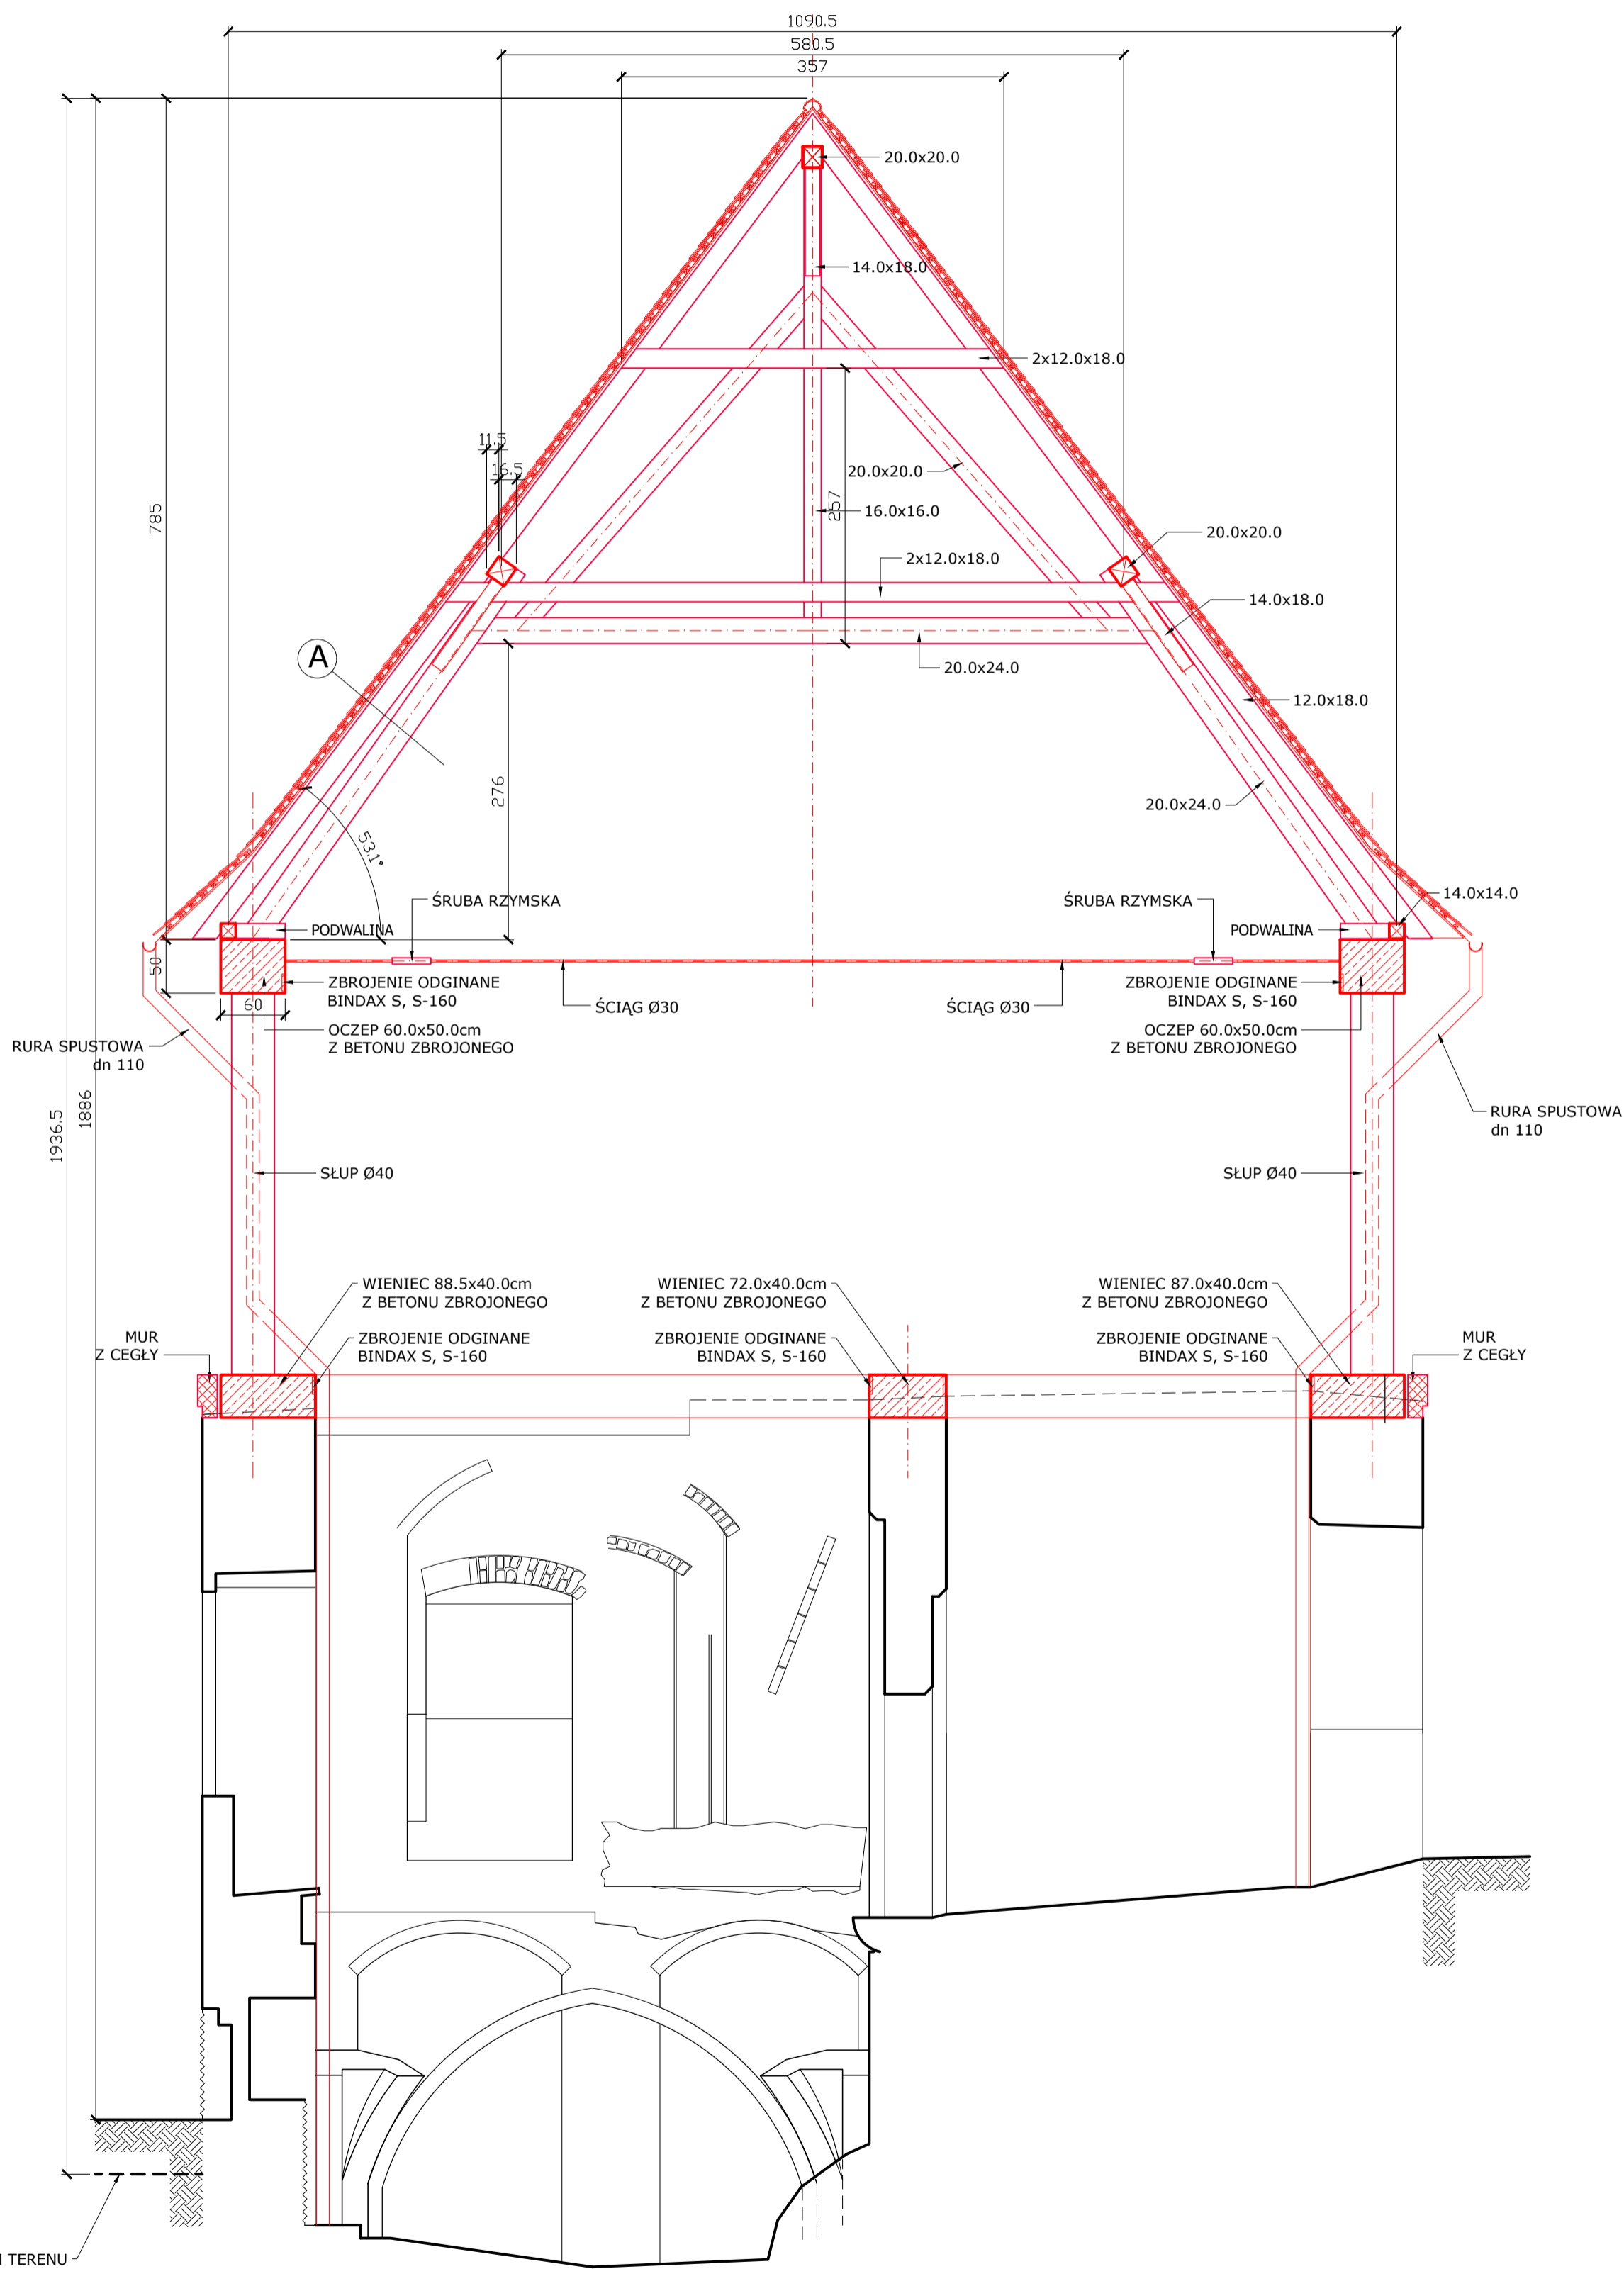 1090.5
580.5
357
20.0x20.0
14.0x18.0
2x12.0x18.0
11.5
16.5
20.0x20.0
257
16.0x16.0
785
20.0x20.0
2x12.0x18.0
14.0x18.0
A
20.0x24.0
12.0x18.0
276
20.0x24.0
53.1°
14.0x14.0
ŚRUBA RZYMSKA
ŚRUBA RZYMSKA
PODWALINA
PODWALINA
50
ZBROJENIE ODGINANE
BINDAX S, S-160
ZBROJENIE ODGINANE
BINDAX S, S-160
60
ŚCIĄG Ø30
ŚCIĄG Ø30
OCZEP 60.0x50.0cm
Z BETONU ZBROJONEGO
OCZEP 60.0x50.0cm
Z BETONU ZBROJONEGO
RURA SPUSTOWA
dn 110
RURA SPUSTOWA
dn 110
1936.5
1886
SŁUP Ø40
SŁUP Ø40
WIENIEC 88.5x40.0cm
Z BETONU ZBROJONEGO
WIENIEC 72.0x40.0cm
Z BETONU ZBROJONEGO
WIENIEC 87.0x40.0cm
Z BETONU ZBROJONEGO
MUR
Z CEGŁY
ZBROJENIE ODGINANE
BINDAX S, S-160
ZBROJENIE ODGINANE
BINDAX S, S-160
ZBROJENIE ODGINANE
BINDAX S, S-160
MUR
Z CEGŁY
TERENU